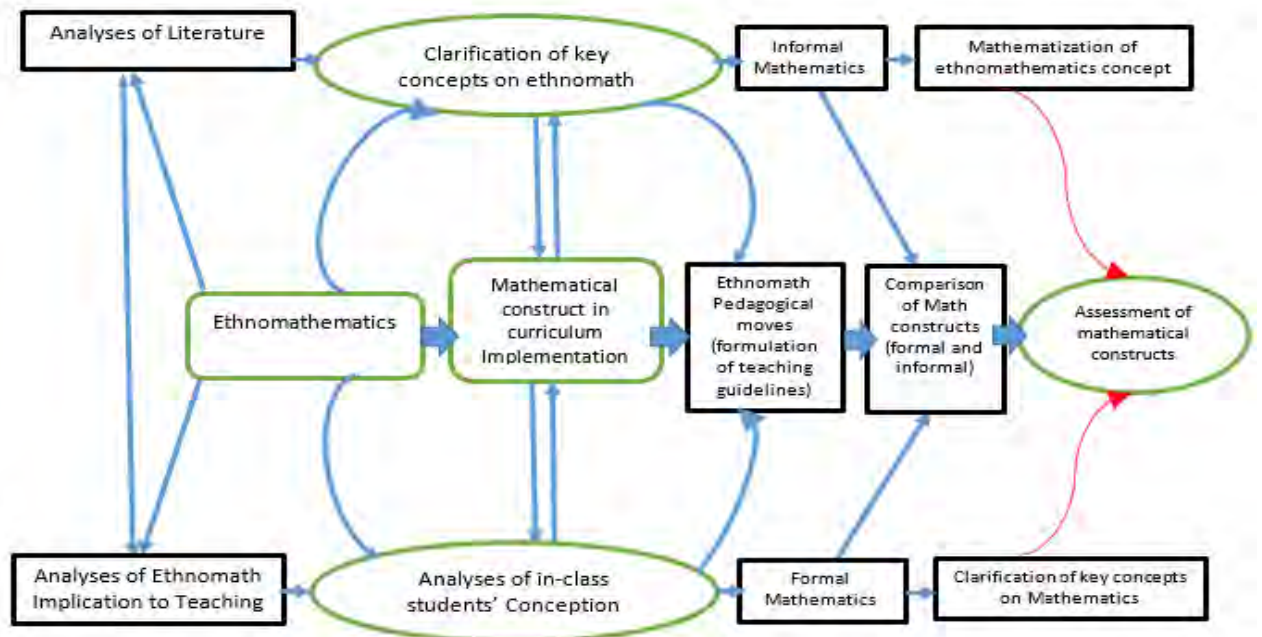 Analyses of Literature
Clarification of key
concepts on ethnomath
Informal
Mathematics
Mathematization of
ethnomathematics concept
Ethnomathematics
Mathematical
construct in
curriculum
Implementation
Ethnomath
Pedagogical
moves
(formulation
of teaching
guidelines)
Comparison
of Math
constructs
(formal and
informal)
Assessment of
mathematical
constructs
Analyses of Ethnomath
Implication to Teaching
Analyses of in-class
students’ Conception
Formal
Mathematics
Clarification of key concepts
on Mathematics